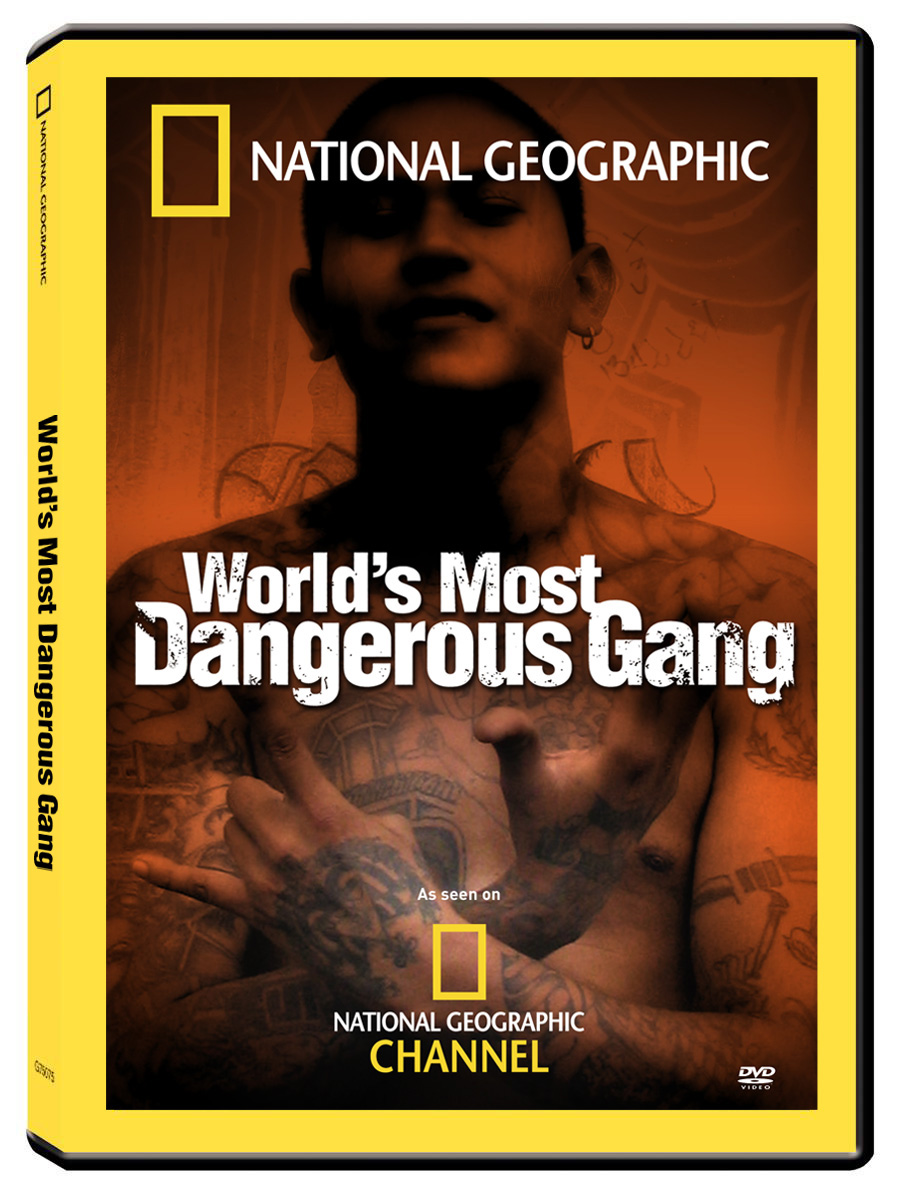 NATIONAL GEOGRAPHIC
World's Most Dangerous Gang
G75075
NATIONAL GEOGRAPHIC
World's Most
Dangerous Gang
As seen on
NATIONAL GEOGRAPHIC
CHANNEL
DVD
VIDEO